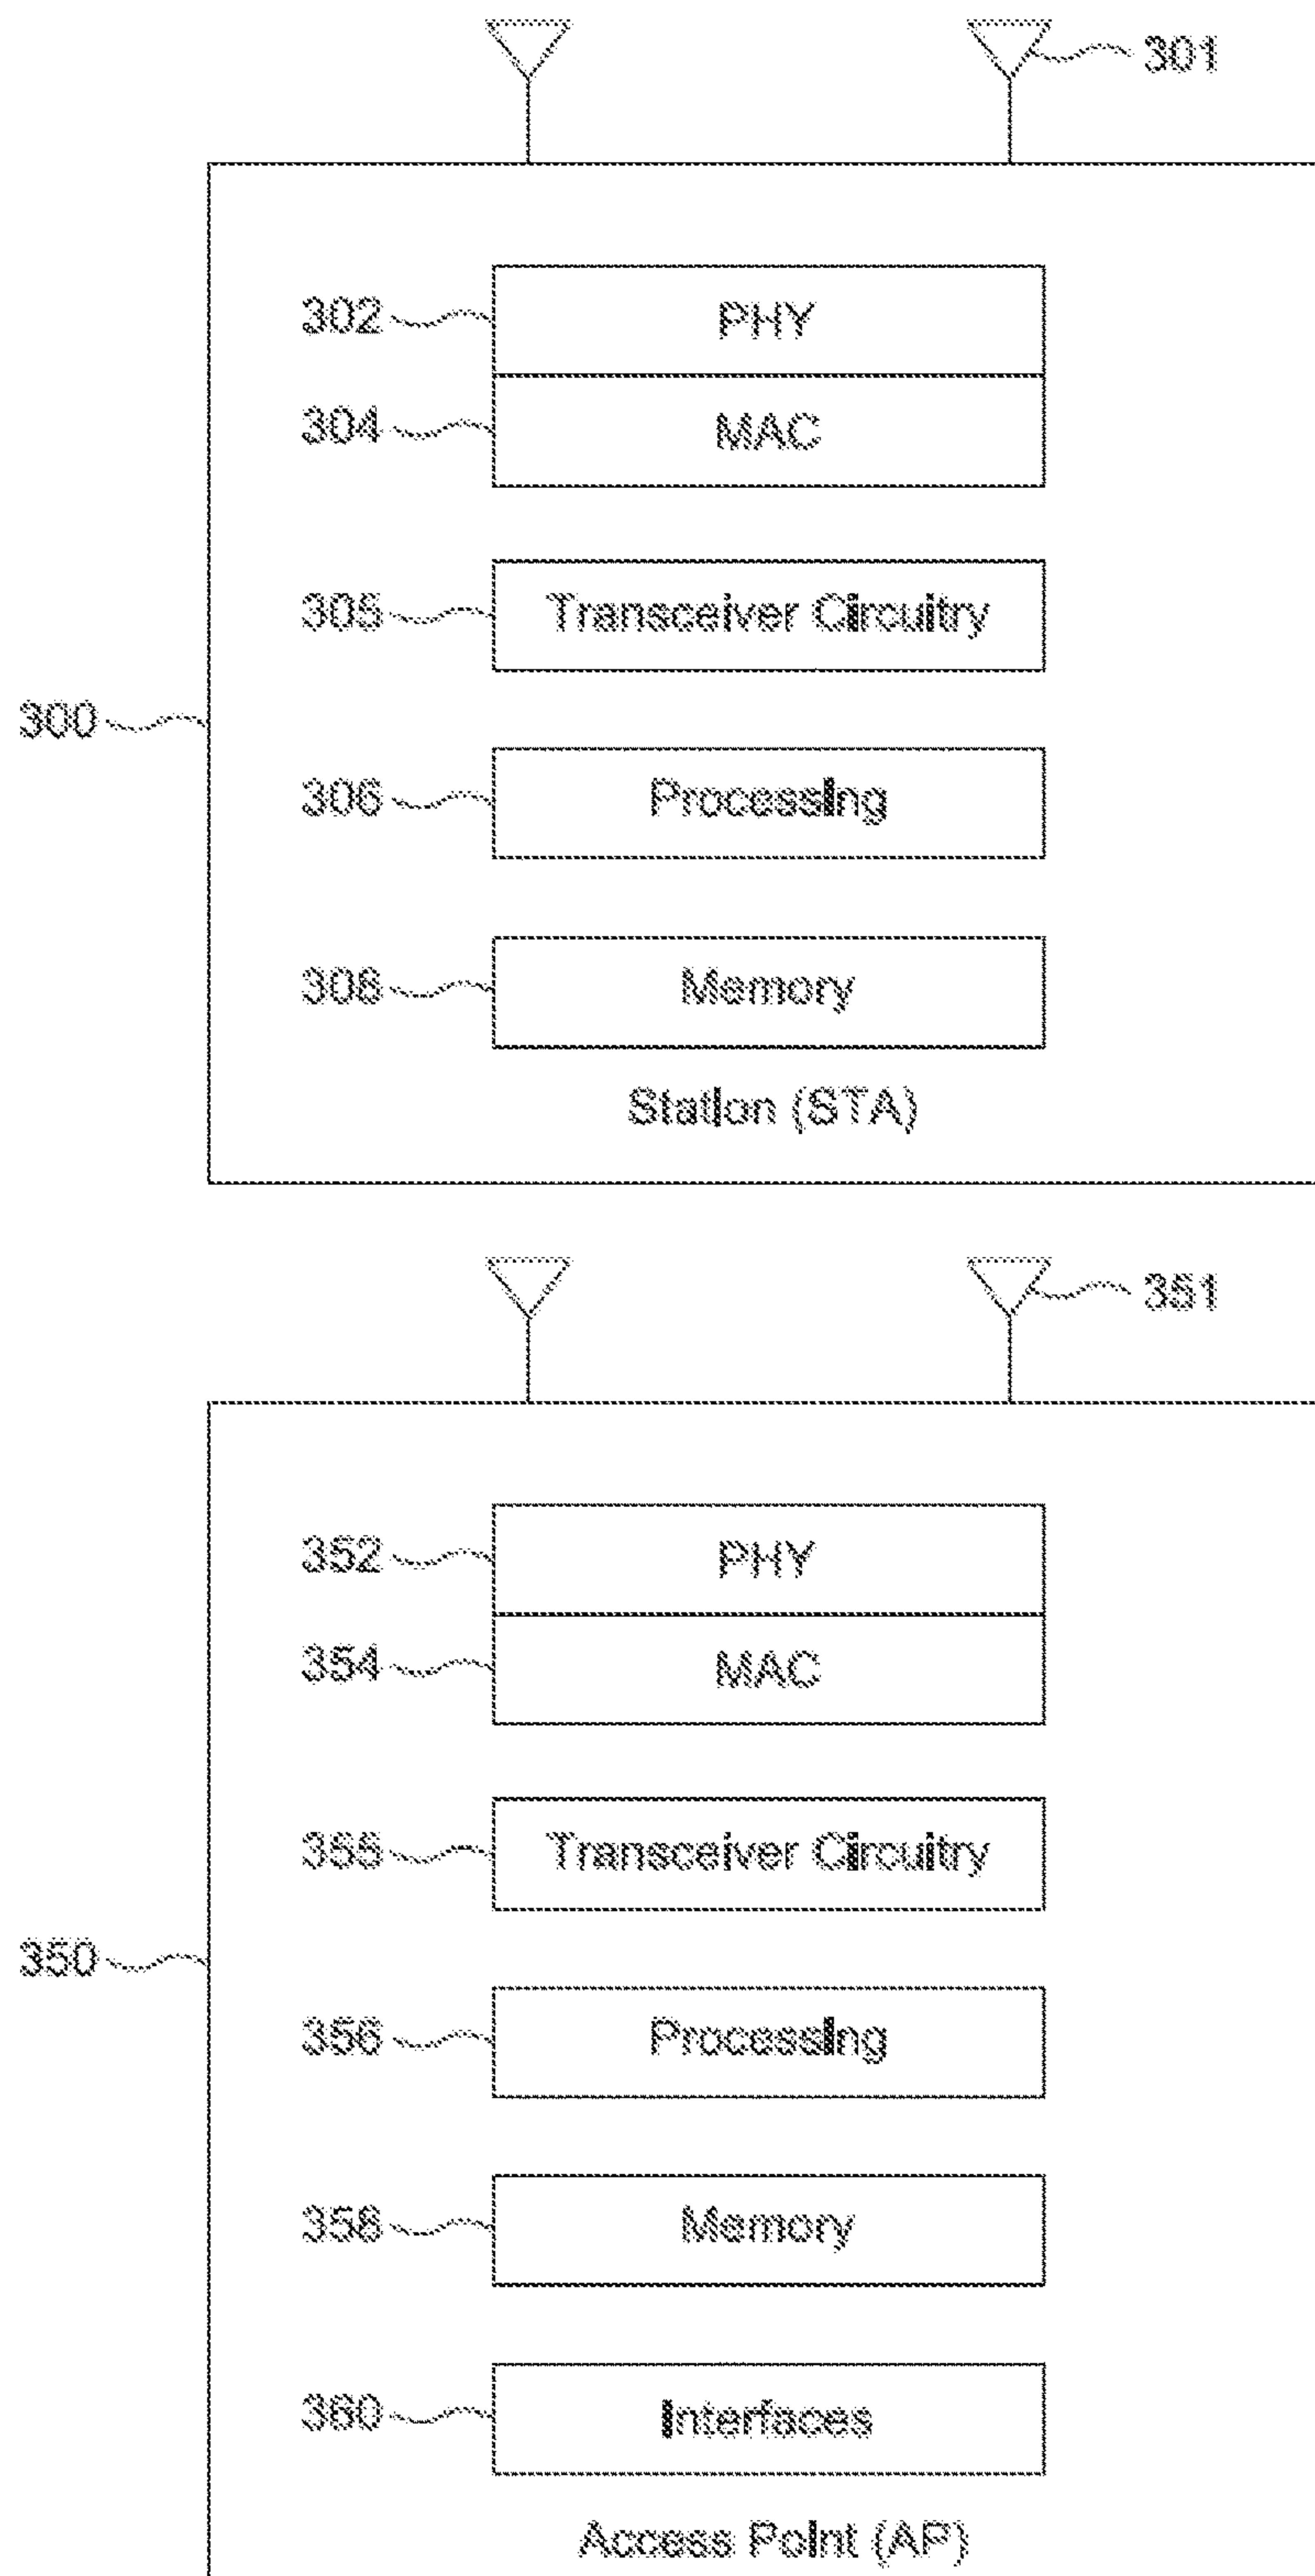 301
302 PHY
304 MAC
305 Transceiver Circuitry
300
306 Processing
308 Memory
Station (STA)
351
352 PHY
354 MAC
355 Transceiver Circuitry
350
356 Processing
358 Memory
360 Interfaces
Access Point (AP)